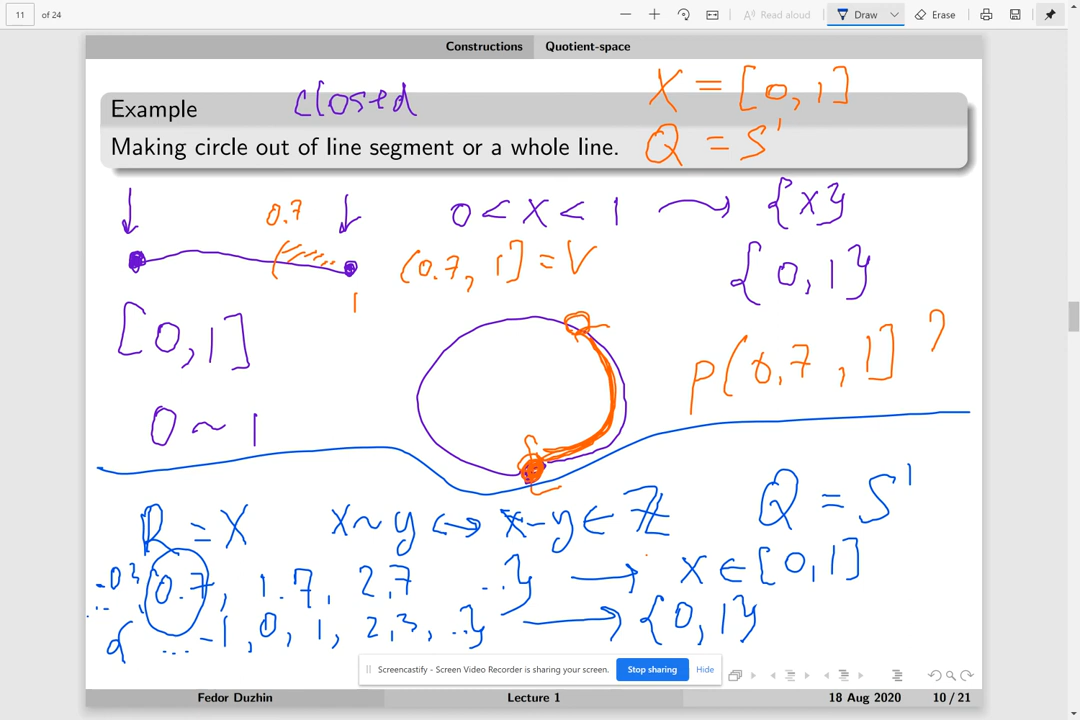 11 of 24 Read aloud Draw Erase
Constructions Quotient-space
Example closed X = [0, 1]
Making circle out of line segment or a whole line. Q = S¹
0.7 0 < x < 1 → {x}
(0.7, 1] = V {0, 1}
1
[0, 1]
p(0,7, 1] ?
0 ~ 1
R = X x ~ y ↔ x - y ∈ ℤ Q = S¹
0.7, 1.7, 2,7 ..} → x ∈ [0, 1]
{ ... -1, 0, 1, 2, 3, ..} → {0, 1}
Screencastify - Screen Video Recorder is sharing your screen. Stop sharing Hide
Fedor Duzhin Lecture 1 18 Aug 2020 10 / 21